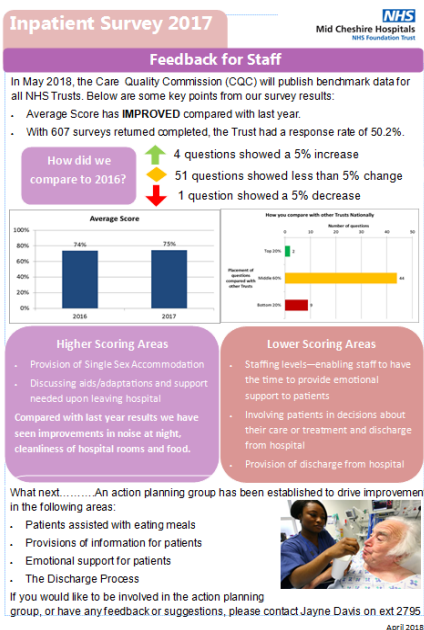 Inpatient Survey 2017
NHS
Mid Cheshire Hospitals
NHS Foundation Trust
Feedback for Staff
In May 2018, the Care Quality Commission (CQC) will publish benchmark data for
all NHS Trusts. Below are some key points from our survey results:
• Average Score has IMPROVED compared with last year.
• With 607 surveys returned completed, the Trust had a response rate of 50.2%.
How did we
compare to 2016?
4 questions showed a 5% increase
51 questions showed less than 5% change
1 question showed a 5% decrease
Average Score
100%
80%
60%
40%
20%
0%
74%
75%
2016
2017
How you compare with other Trusts Nationally
Number of questions
0 10 20 30 40 50
Placement of
questions
compared with
other Trusts
Top 20%
2
Middle 60%
44
Bottom 20%
9
Higher Scoring Areas
• Provision of Single Sex Accommodation
• Discussing aids/adaptations and support
needed upon leaving hospital
Compared with last year results we have
seen improvements in noise at night,
cleanliness of hospital rooms and food.
Lower Scoring Areas
• Staffing levels—enabling staff to have
the time to provide emotional
support to patients
• Involving patients in decisions about
their care or treatment and discharge
from hospital
• Provision of discharge from hospital
What next……….An action planning group has been established to drive improvemen
in the following areas:
• Patients assisted with eating meals
• Provisions of information for patients
• Emotional support for patients
• The Discharge Process
If you would like to be involved in the action planning
group, or have any feedback or suggestions, please contact Jayne Davis on ext 2795
April 2018